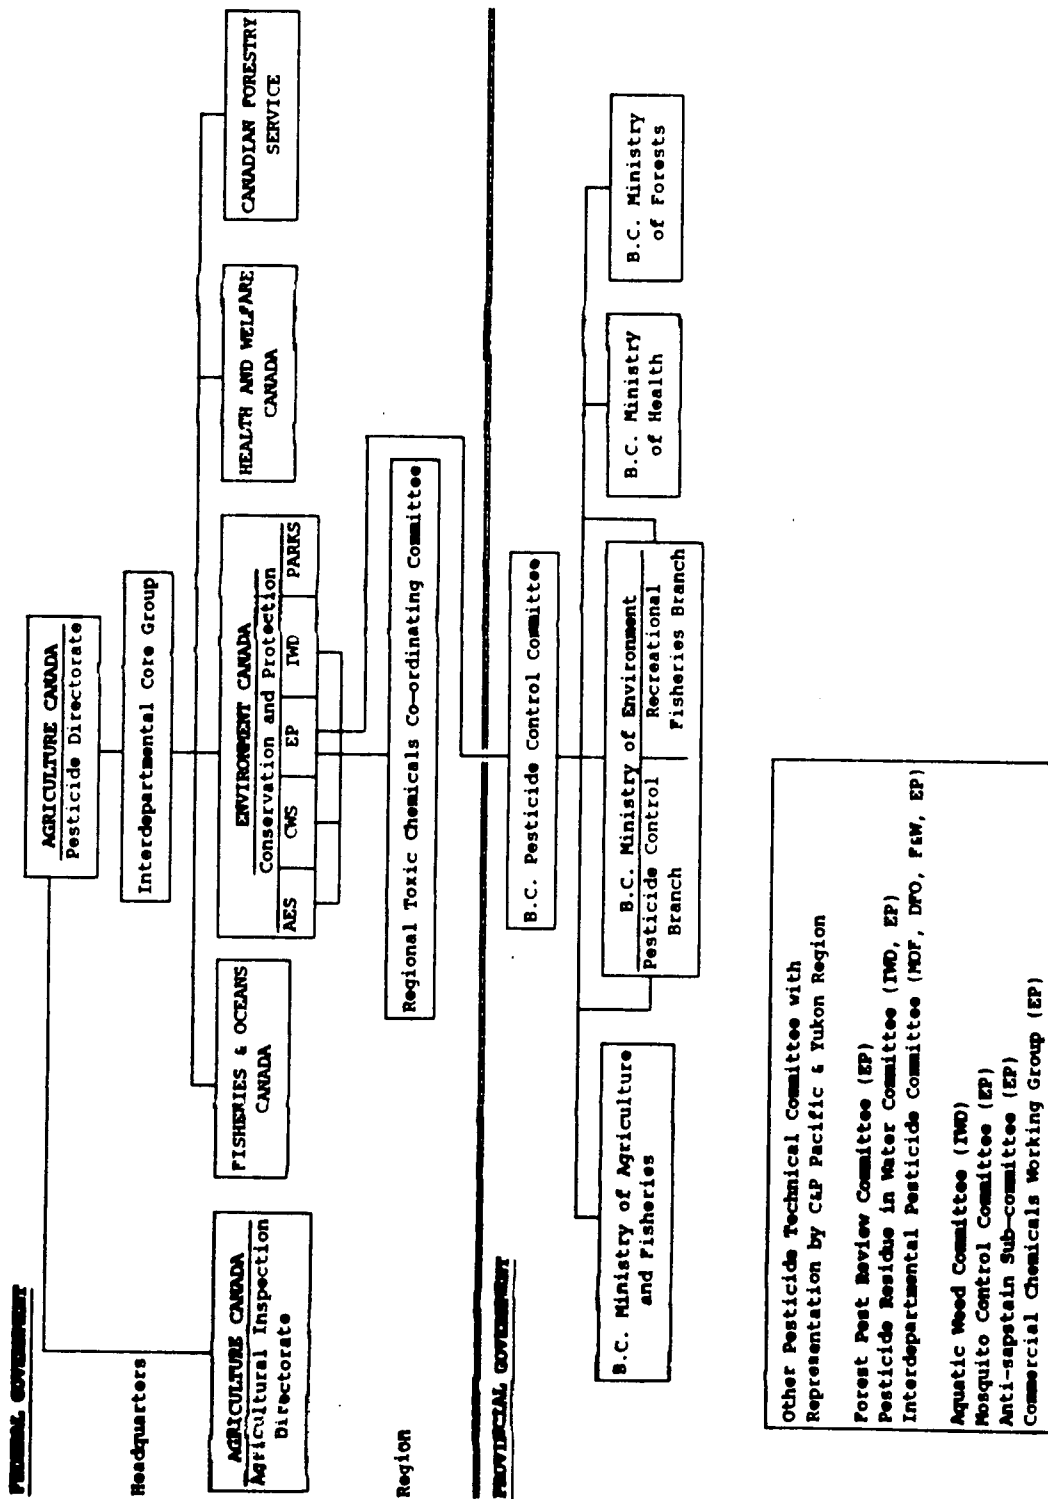 FEDERAL GOVERNMENT
Headquarters
AGRICULTURE CANADA
Pesticide Directorate
Interdepartmental Core Group
AGRICULTURE CANADA
Agricultural Inspection
Directorate
FISHERIES & OCEANS
CANADA
ENVIRONMENT CANADA
Conservation and Protection
AES CWS EP IWD PARKS
HEALTH AND WELFARE
CANADA
CANADIAN FORESTRY
SERVICE
Region
Regional Toxic Chemicals Co-ordinating Committee
PROVINCIAL GOVERNMENT
B.C. Pesticide Control Committee
B.C. Ministry of Agriculture
and Fisheries
B.C. Ministry of Environment
Pesticide Control
Branch
Recreational
Fisheries Branch
B.C. Ministry
of Health
B.C. Ministry
of Forests
Other Pesticide Technical Committee with
Representation by C&P Pacific & Yukon Region
Forest Pest Review Committee (EP)
Pesticide Residue in Water Committee (IWD, EP)
Interdepartmental Pesticide Committee (MOF, DFO, F&W, EP)
Aquatic Weed Committee (IWD)
Mosquito Control Committee (EP)
Anti-sapstain Sub-committee (EP)
Commercial Chemicals Working Group (EP)